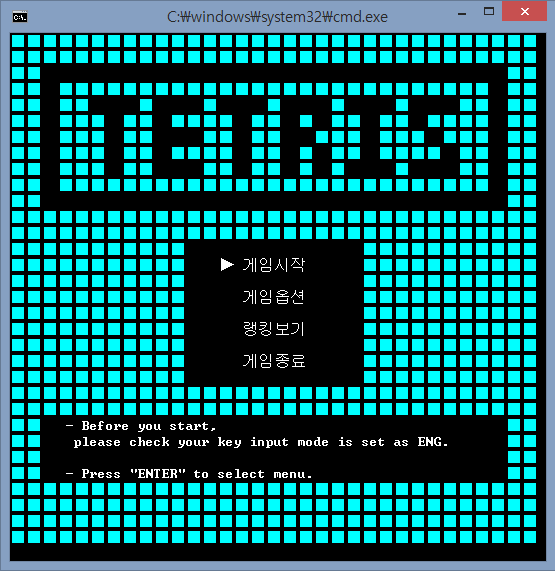 C:₩windows₩system32₩cmd.exe
TETRIS
▶ 게임시작
게임옵션
랭킹보기
게임종료
- Before you start,
please check your key input mode is set as ENG.
- Press "ENTER" to select menu.